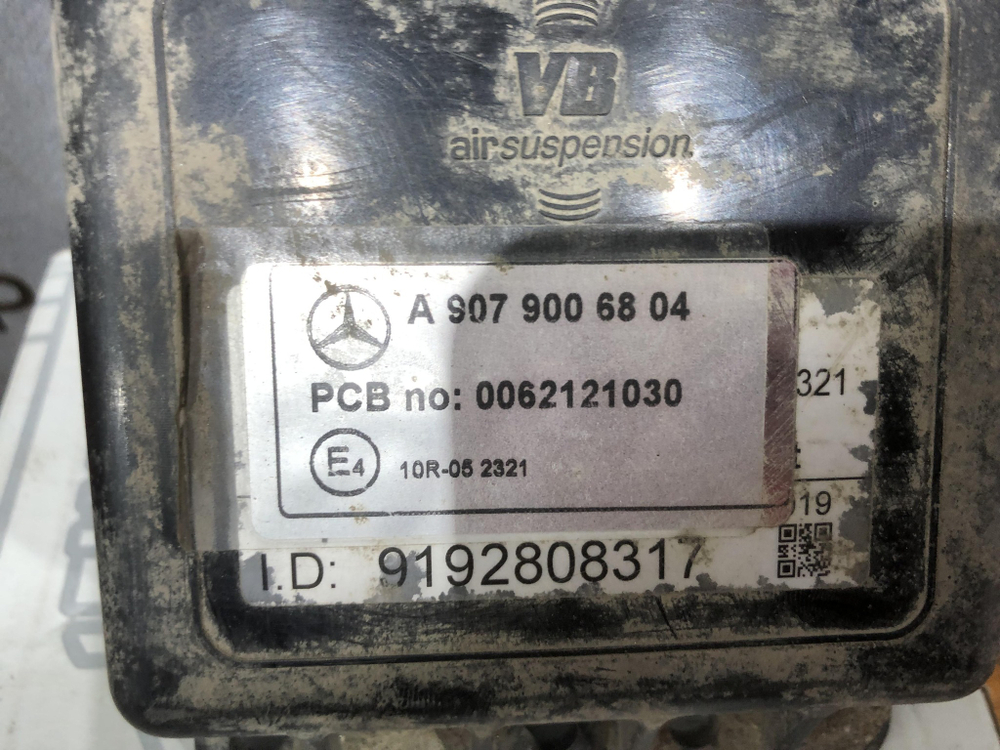 VB
airsuspension
A 907 900 68 04
PCB no: 0062121030
321
E4
10R-05 2321
019
I.D: 9192808317